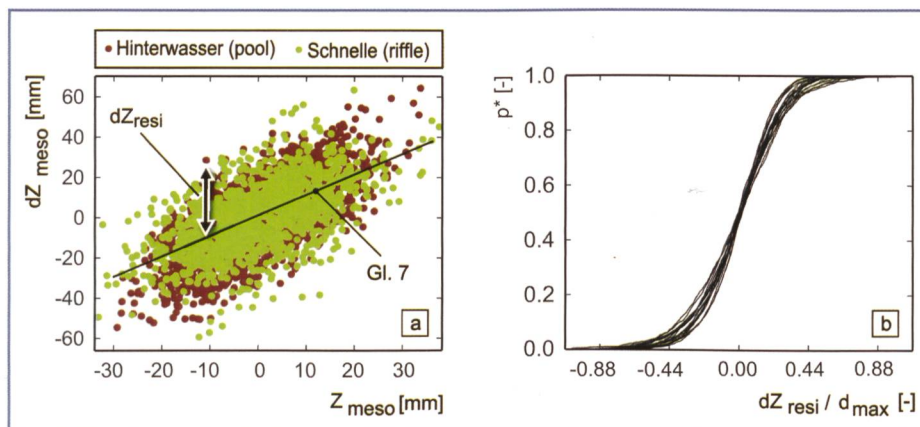 Hinterwasser (pool) Schnelle (riffle)
dZ meso [mm]
60
40
20
0
-20
-40
-60
dZresi
Gl. 7
a
-30 -20 -10 0 10 20 30
Z meso [mm]
p* [-]
1.0
0.8
0.6
0.4
0.2
0.0
b
-0.88 -0.44 0.00 0.44 0.88
dZ resi / d max [-]